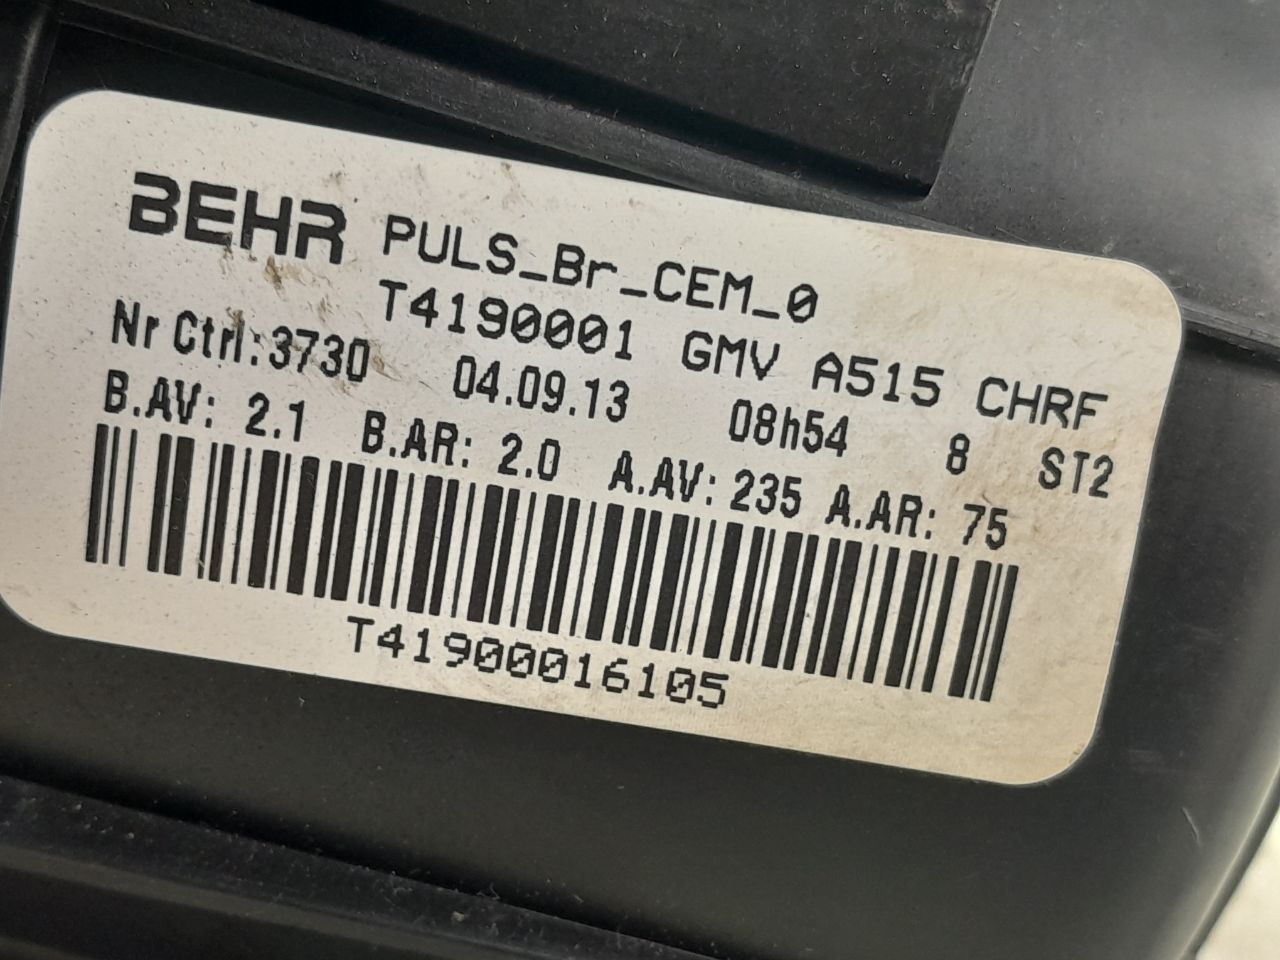 BEHR PULS_Br_CEM_0
T4190001 GMV A515 CHRF
Nr Ctrl:3730 04.09.13 08h54 8 ST2
B.AV: 2.1 B.AR: 2.0 A.AV: 235 A.AR: 75
T41900016105